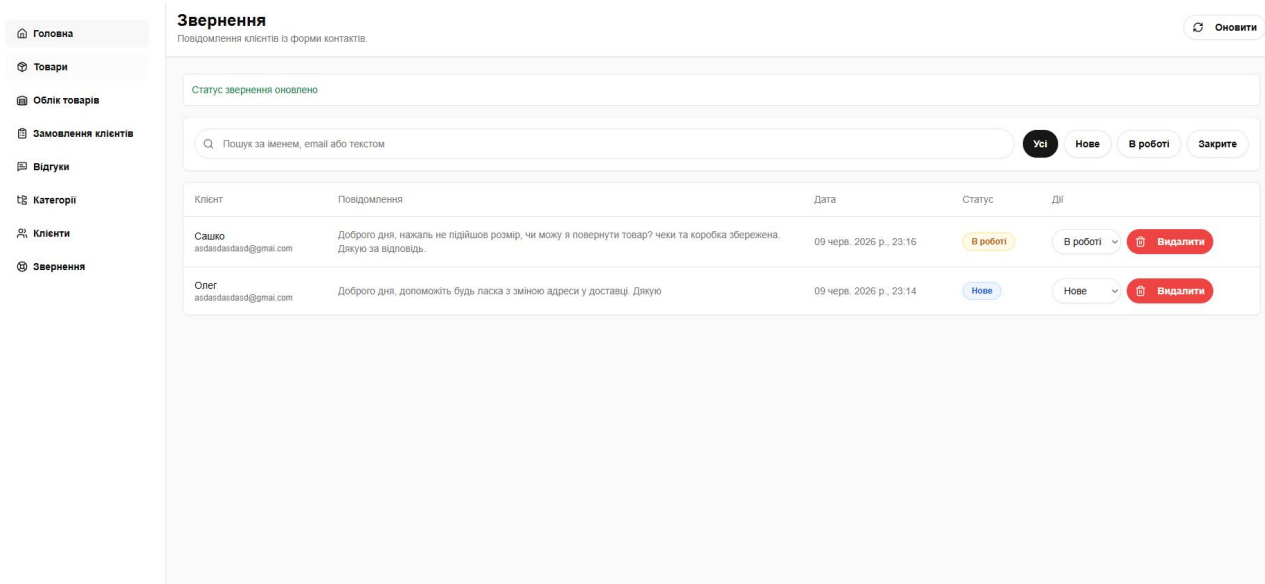 Головна
Товари
Облік товарів
Замовлення клієнтів
Відгуки
Категорії
Клієнти
Звернення
Звернення
Повідомлення клієнтів із форми контактів.
Оновити
Статус звернення оновлено
Пошук за іменем, email або текстом
Усі
Нове
В роботі
Закрите
Клієнт
Повідомлення
Дата
Статус
Дії
Сашко
asdasdasdasd@gmai.com
Доброго дня, нажаль не підійшов розмір, чи можу я повернути товар? чеки та коробка збережена.
Дякую за відповідь.
09 черв. 2026 р., 23:16
В роботі
В роботі
Видалити
Олег
asdasdasdasd@gmai.com
Доброго дня, допоможіть будь ласка з зміною адреси у доставці. Дякую
09 черв. 2026 р., 23:14
Нове
Нове
Видалити